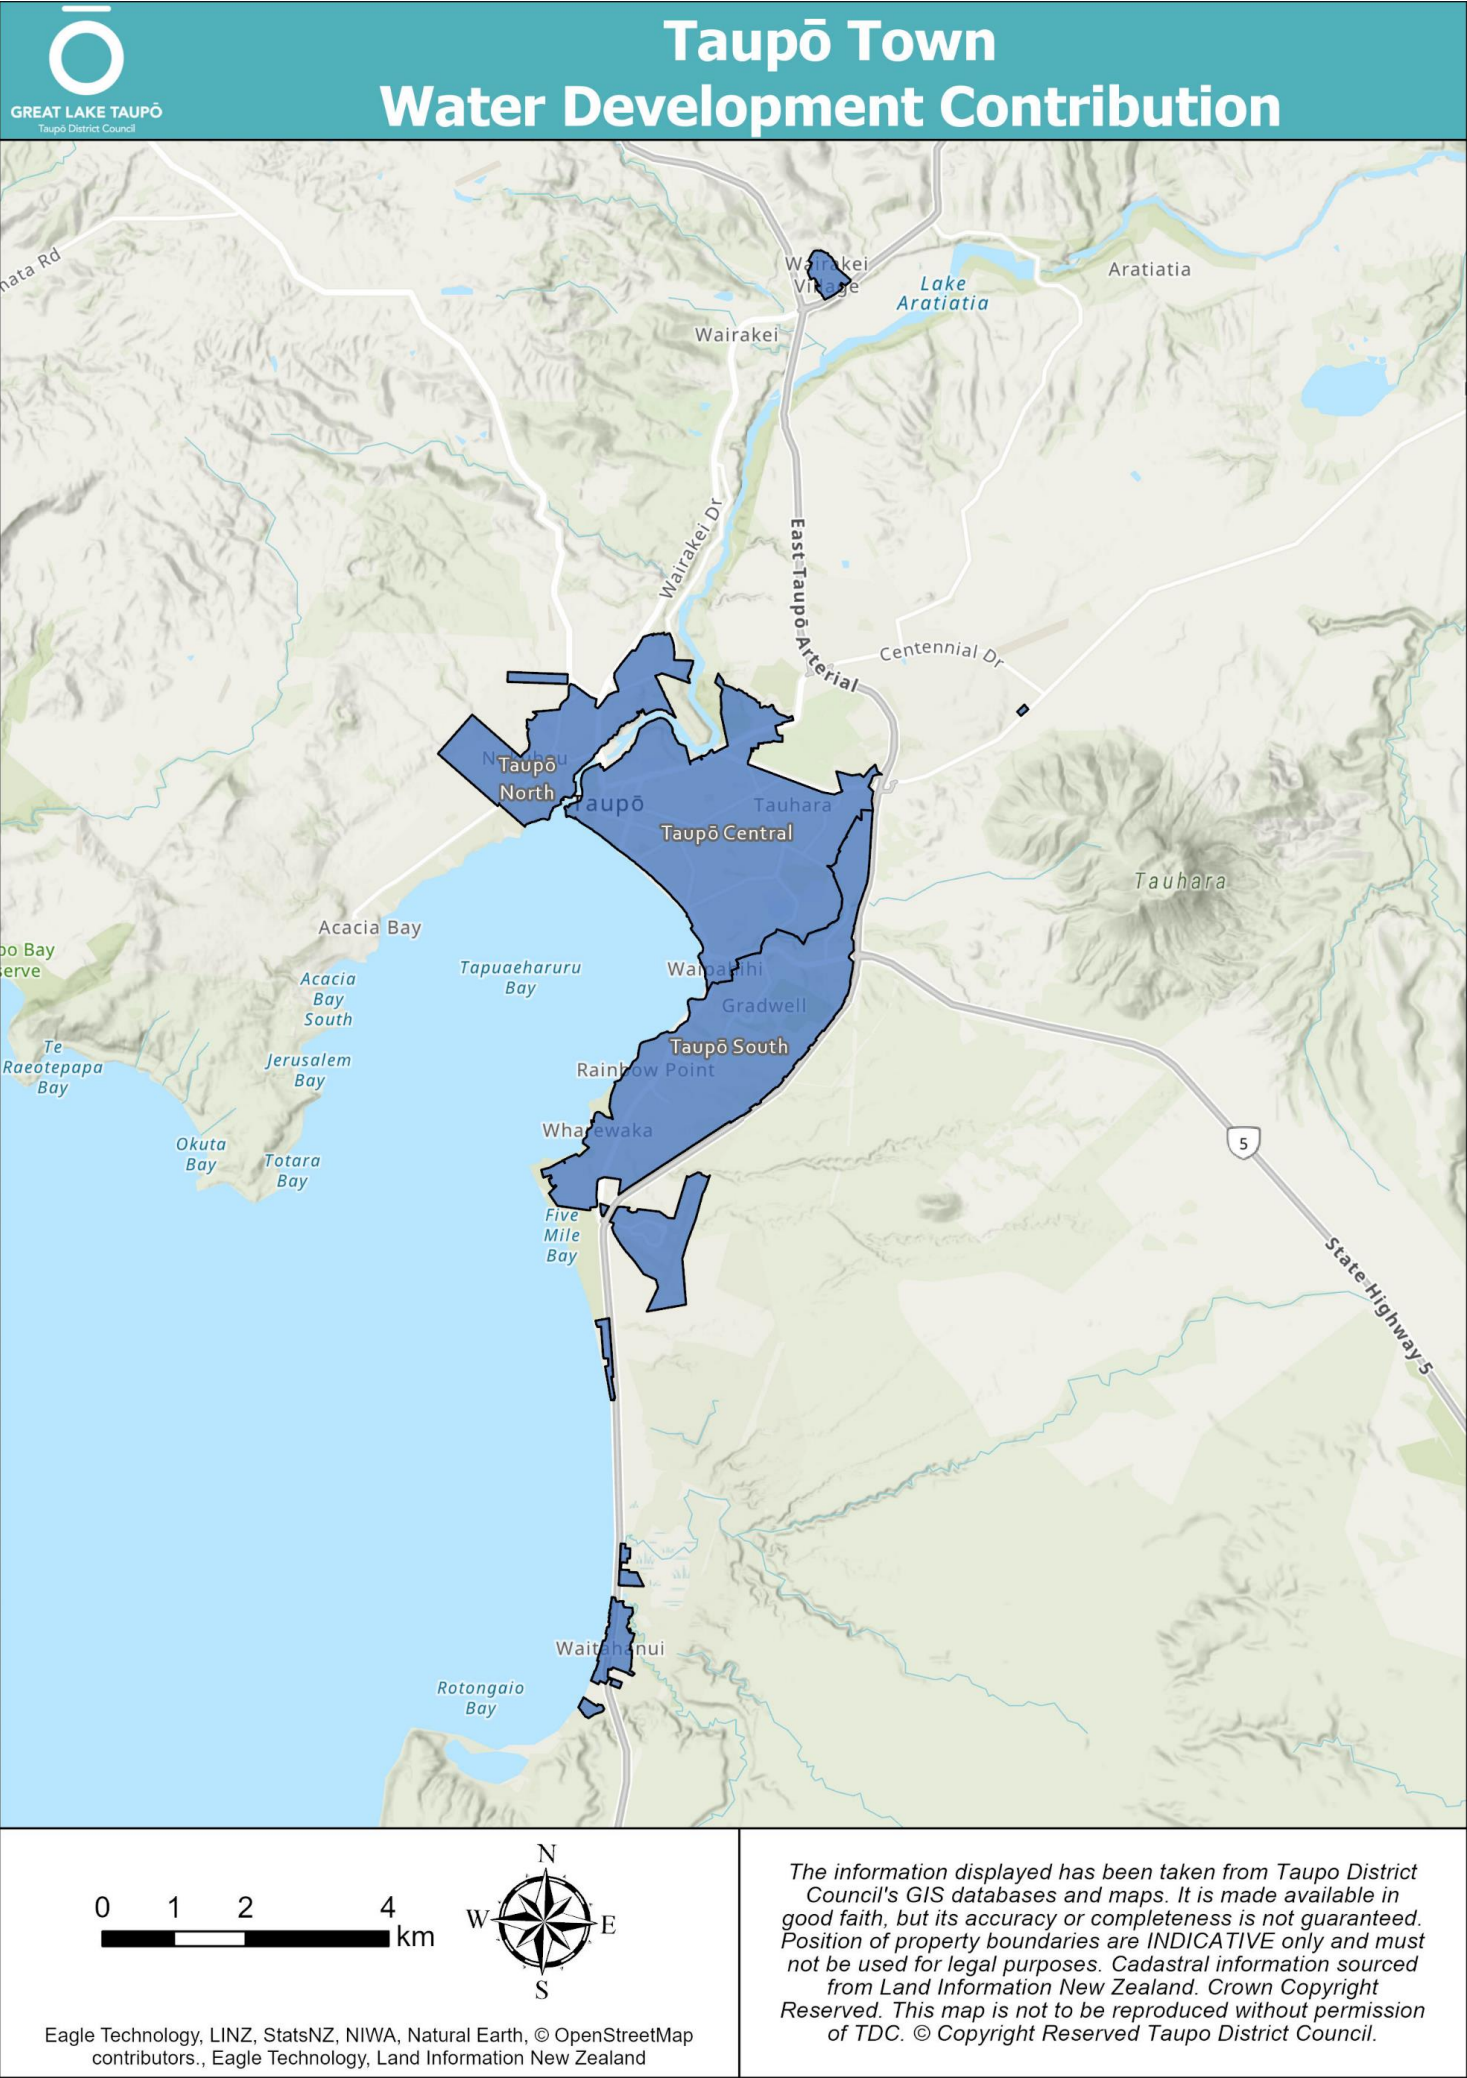 GREAT LAKE TAUPŌ
Taupō District Council
Taupō Town
Water Development Contribution
Wairakei
Village
Lake
Aratiatia
Aratiatia
Wairakei
Wairakei Dr
East Taupō Arterial
Centennial Dr
Taupō
North
Taupō
Tauhara
Taupō Central
Tauhara
Acacia Bay
Acacia
Bay
South
Tapuaeharuru
Bay
Waipahihi
Gradwell
Taupō South
Rainbow Point
Te
Raeotepapa
Bay
Jerusalem
Bay
Wharewaka
Okuta
Bay
Totara
Bay
5
Five
Mile
Bay
State Highway 5
Waitahanui
Rotongaio
Bay
0 1 2 4
km
N
W E
S
Eagle Technology, LINZ, StatsNZ, NIWA, Natural Earth, © OpenStreetMap
contributors., Eagle Technology, Land Information New Zealand
The information displayed has been taken from Taupo District
Council's GIS databases and maps. It is made available in
good faith, but its accuracy or completeness is not guaranteed.
Position of property boundaries are INDICATIVE only and must
not be used for legal purposes. Cadastral information sourced
from Land Information New Zealand. Crown Copyright
Reserved. This map is not to be reproduced without permission
of TDC. © Copyright Reserved Taupo District Council.